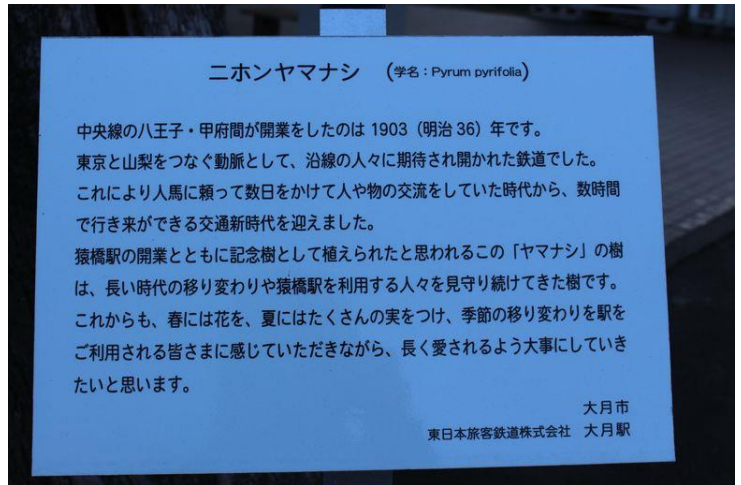 ニホンヤマナシ (学名：Pyrum pyrifolia)
中央線の八王子・甲府間が開業をしたのは 1903（明治 36）年です。
東京と山梨をつなぐ動脈として、沿線の人々に期待され開かれた鉄道でした。
これにより人馬に頼って数日をかけて人や物の交流をしていた時代から、数時間
で行き来ができる交通新時代を迎えました。
猿橋駅の開業とともに記念樹として植えられたと思われるこの「ヤマナシ」の樹
は、長い時代の移り変わりや猿橋駅を利用する人々を見守り続けてきた樹です。
これからも、春には花を、夏にはたくさんの実をつけ、季節の移り変わりを駅を
ご利用される皆さまに感じていただきながら、長く愛されるよう大事にしていき
たいと思います。
大月市
東日本旅客鉄道株式会社 大月駅